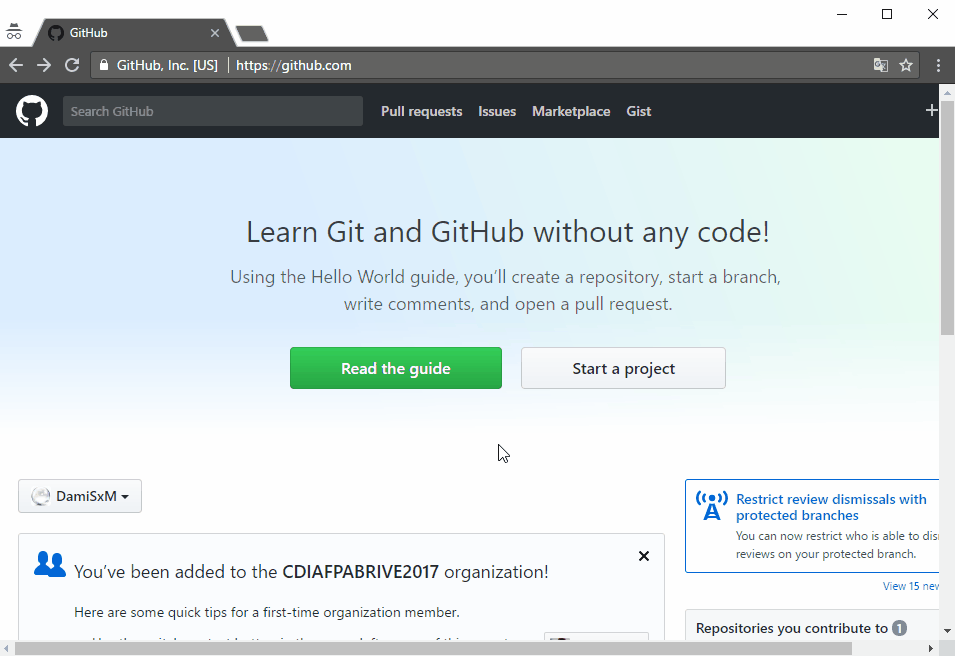 GitHub
GitHub, Inc. [US] https://github.com
Search GitHub Pull requests Issues Marketplace Gist
Learn Git and GitHub without any code!
Using the Hello World guide, you’ll create a repository, start a branch,
write comments, and open a pull request.
Read the guide Start a project
DamiSxM
You’ve been added to the CDIAFPABRIVE2017 organization!
Here are some quick tips for a first-time organization member.
Restrict review dismissals with
protected branches
You can now restrict who is able to dis
reviews on your protected branch.
View 15 new
Repositories you contribute to 1